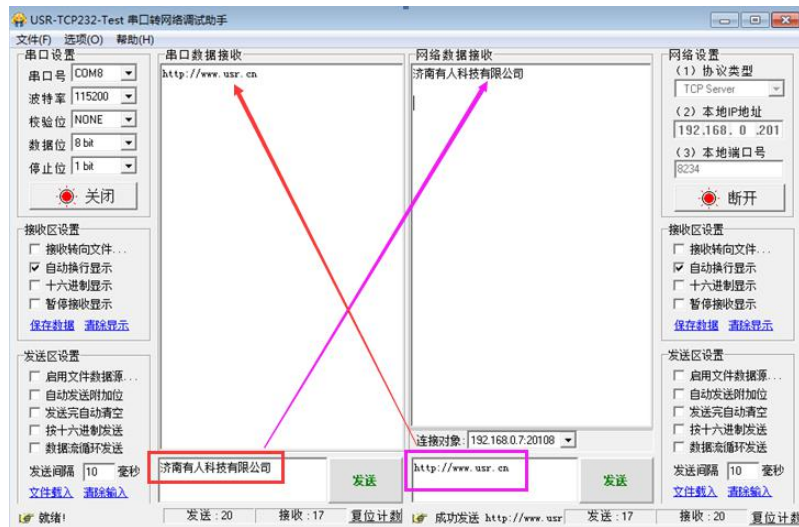 USR-TCP232-Test 串口转网络调试助手
文件(F) 选项(O) 帮助(H)
串口设置
串口号 COM8
波特率 115200
校验位 NONE
数据位 8 bit
停止位 1 bit
关闭
接收区设置
接收转向文件...
自动换行显示
十六进制显示
暂停接收显示
保存数据 清除显示
发送区设置
启用文件数据源...
自动发送附加位
发送完自动清空
按十六进制发送
数据流循环发送
发送间隔 10 毫秒
文件载入 清除输入
串口数据接收
http://www.usr.cn
济南有人科技有限公司
发送
网络数据接收
济南有人科技有限公司
连接对象: 192.168.0.7:20108
http://www.usr.cn
发送
网络设置
(1) 协议类型
TCP Server
(2) 本地IP地址
192.168. 0 .201
(3) 本地端口号
8234
断开
接收区设置
接收转向文件...
自动换行显示
十六进制显示
暂停接收显示
保存数据 清除显示
发送区设置
启用文件数据源...
自动发送附加位
发送完自动清空
按十六进制发送
数据流循环发送
发送间隔 10 毫秒
文件载入 清除输入
就绪! 发送:20 接收:17 复位计数
成功发送 http://www.usr 发送:17 接收:20 复位计数